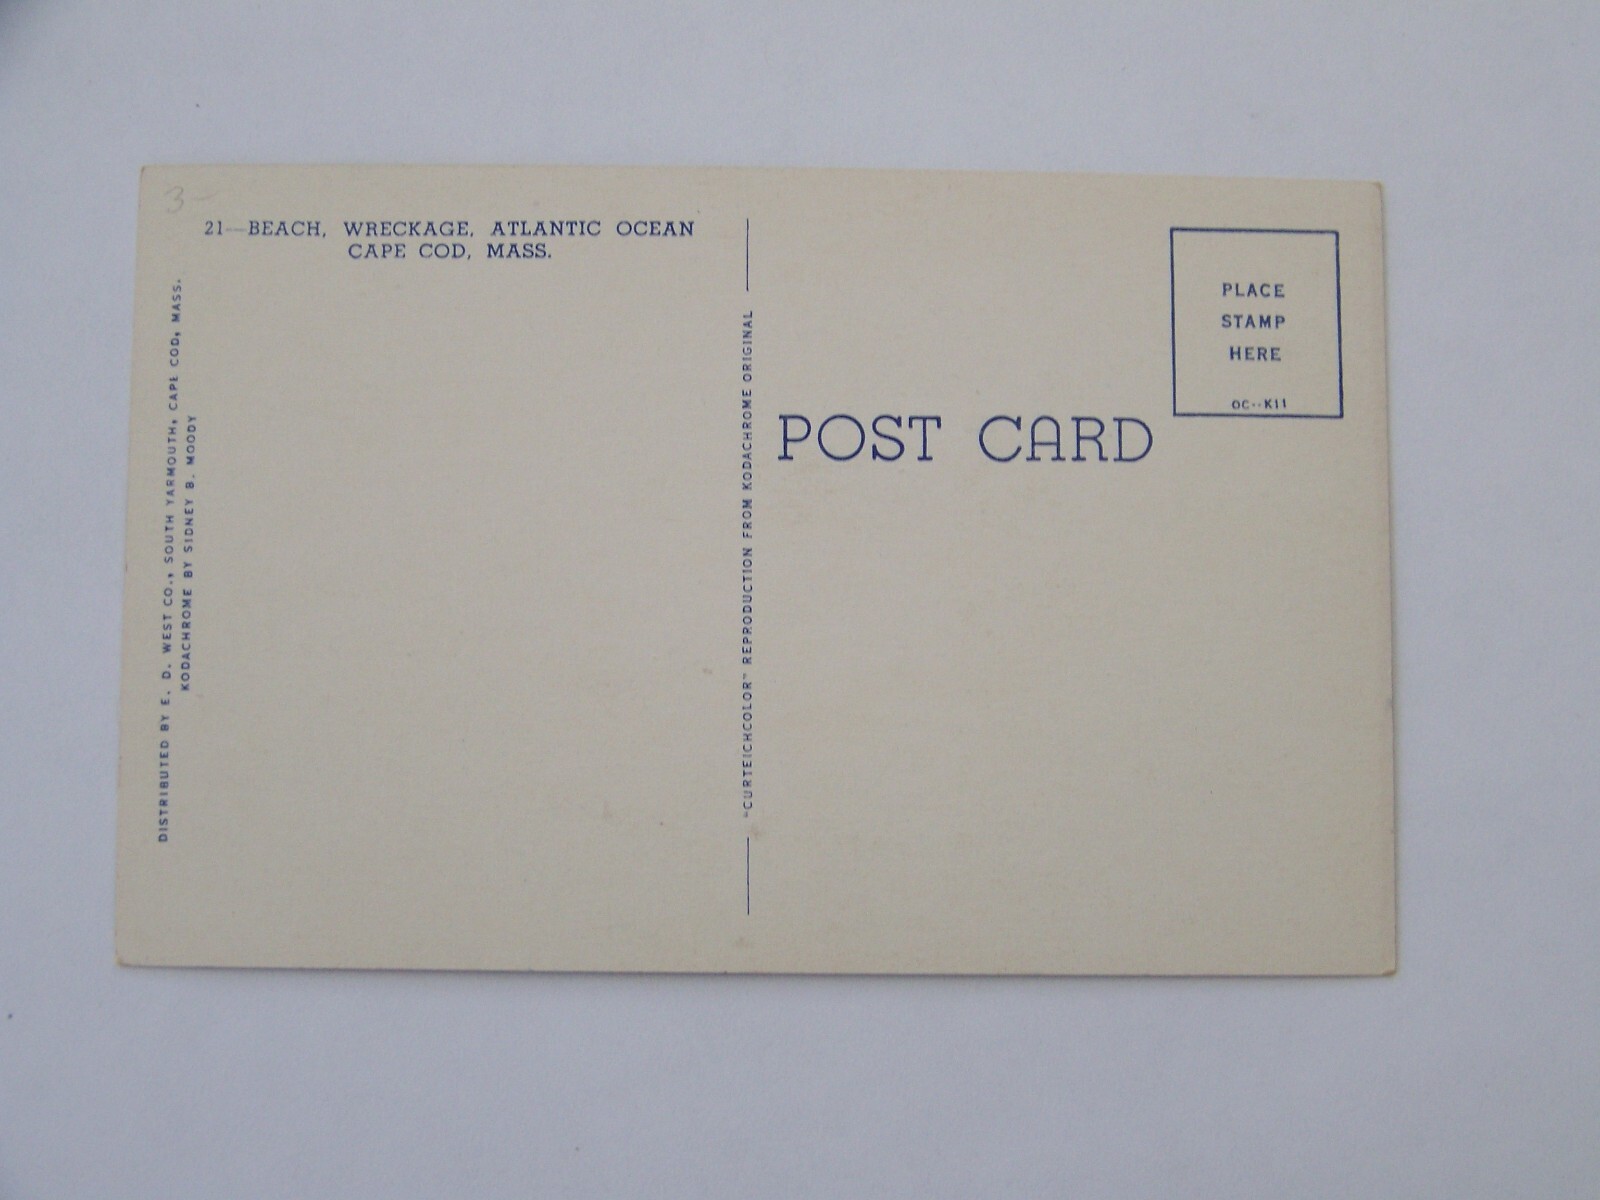 3-
21—BEACH, WRECKAGE, ATLANTIC OCEAN
CAPE COD, MASS.
DISTRIBUTED BY E. D. WEST CO., SOUTH YARMOUTH, CAPE COD, MASS.
KODACHROME BY SIDNEY B. MOODY
"CURTEICHCOLOR" REPRODUCTION FROM KODACHROME ORIGINAL
POST CARD
PLACE
STAMP
HERE
OC--K11